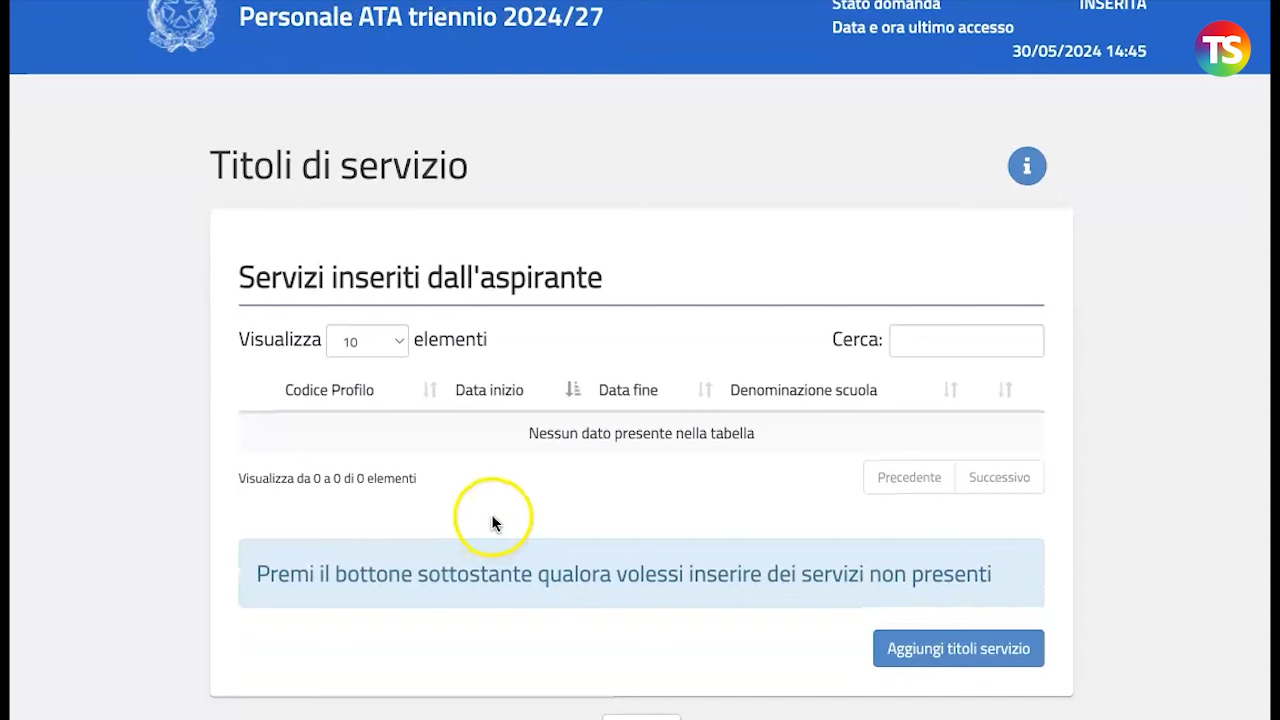 Personale ATA triennio 2024/27
Stato domanda INSERITA
Data e ora ultimo accesso
30/05/2024 14:45
TS
Titoli di servizio
i
Servizi inseriti dall'aspirante
Visualizza 10 elementi Cerca:
Codice Profilo Data inizio Data fine Denominazione scuola
Nessun dato presente nella tabella
Visualizza da 0 a 0 di 0 elementi Precedente Successivo
Premi il bottone sottostante qualora volessi inserire dei servizi non presenti
Aggiungi titoli servizio